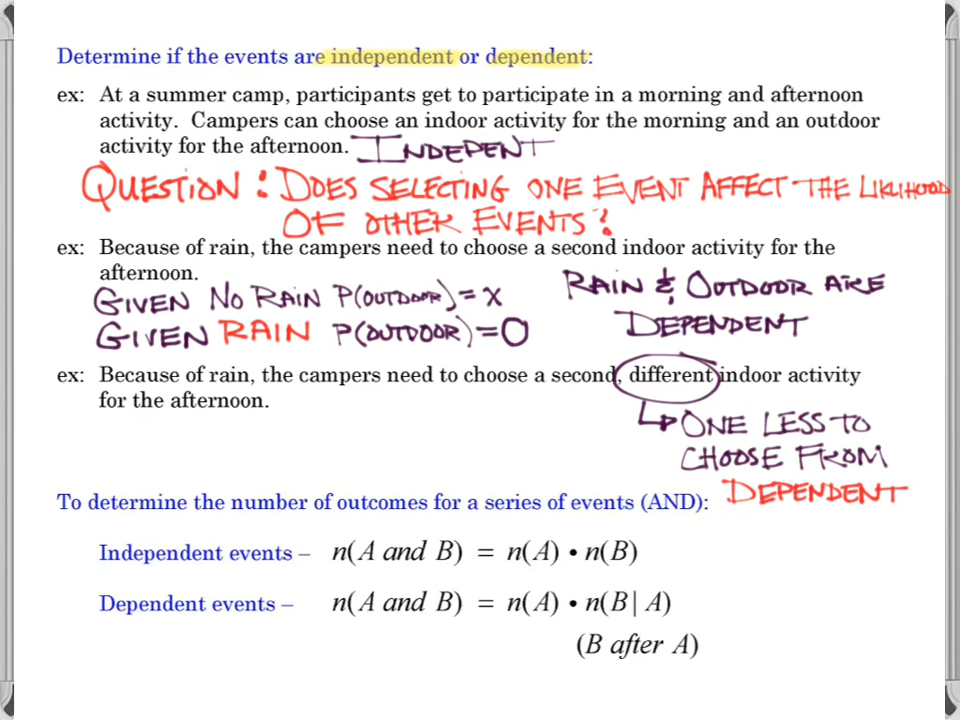 Determine if the events are independent or dependent:
ex: At a summer camp, participants get to participate in a morning and afternoon
activity. Campers can choose an indoor activity for the morning and an outdoor
activity for the afternoon. INDEPENT
QUESTION: DOES SELECTING ONE EVENT AFFECT THE LIKLIHOOD
OF OTHER EVENTS?
ex: Because of rain, the campers need to choose a second indoor activity for the
afternoon.
GIVEN NO RAIN P(OUTDOOR) = X
GIVEN RAIN P(OUTDOOR) = 0
RAIN & OUTDOOR ARE
DEPENDENT
ex: Because of rain, the campers need to choose a second, different indoor activity
for the afternoon.
ONE LESS TO
CHOOSE FROM
DEPENDENT
To determine the number of outcomes for a series of events (AND):
Independent events – n(A and B) = n(A) • n(B)
Dependent events – n(A and B) = n(A) • n(B | A)
(B after A)